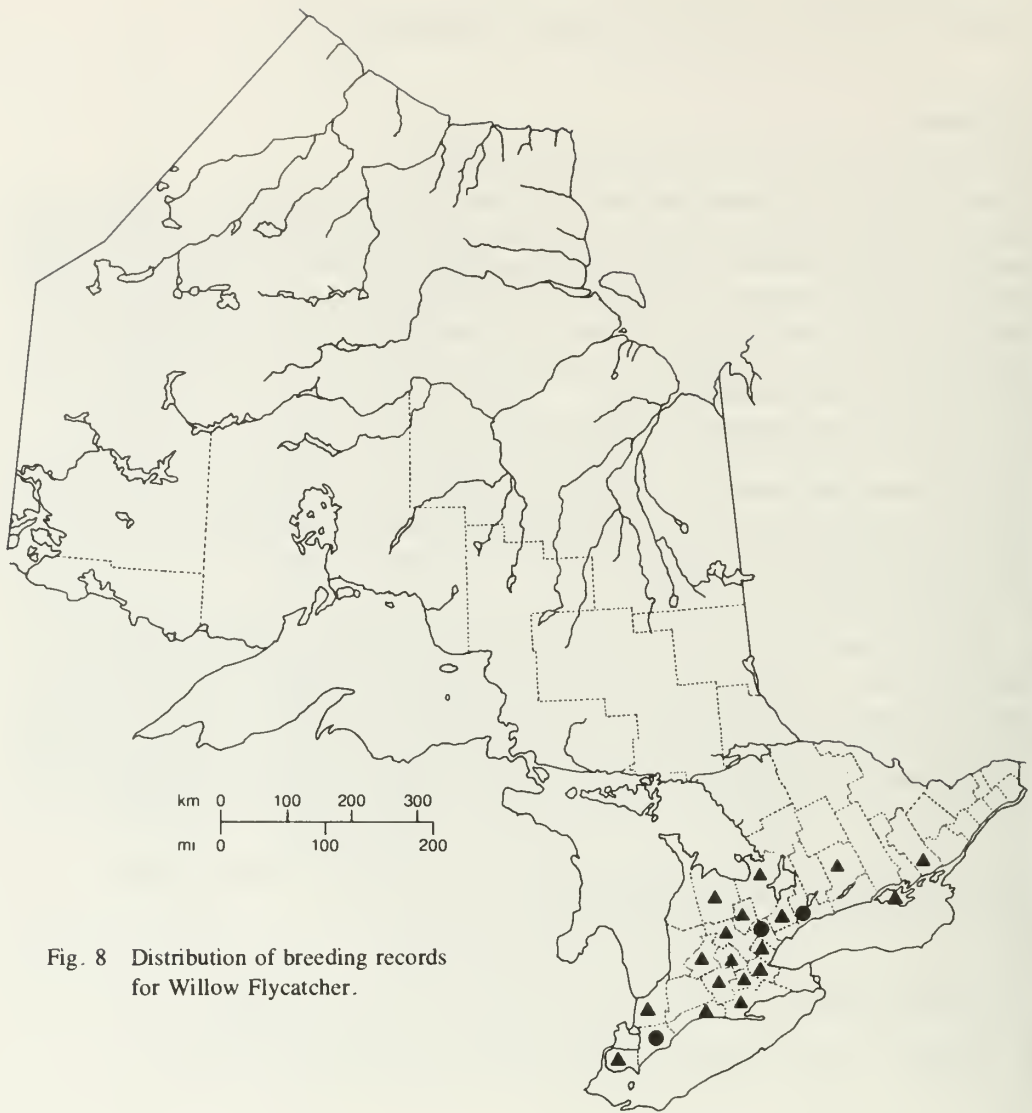 km 0 100 200 300
mi 0 100 200
Fig. 8 Distribution of breeding records
for Willow Flycatcher.